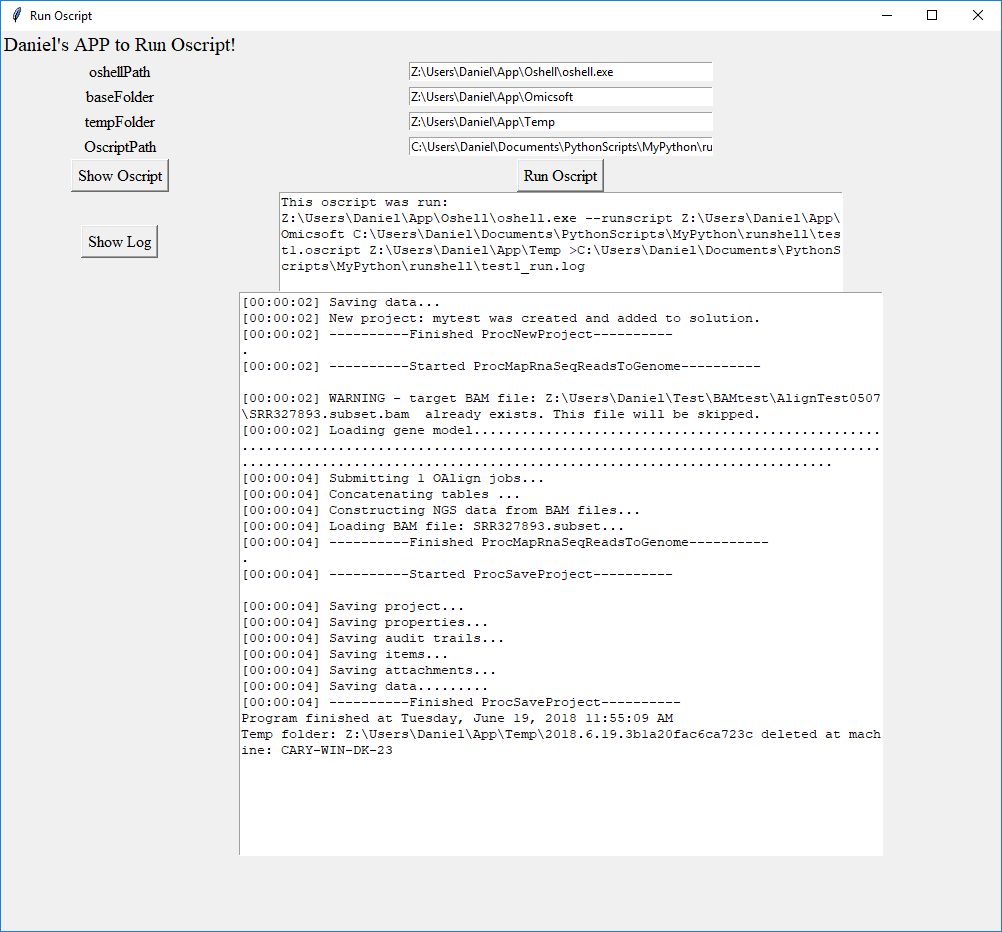 Run Oscript
Daniel's APP to Run Oscript!
oshellPath Z:\Users\Daniel\App\Oshell\oshell.exe
baseFolder Z:\Users\Daniel\App\Omicsoft
tempFolder Z:\Users\Daniel\App\Temp
OscriptPath C:\Users\Daniel\Documents\PythonScripts\MyPython\ru
Show Oscript Run Oscript
This oscript was run:
Z:\Users\Daniel\App\Oshell\oshell.exe --runscript Z:\Users\Daniel\App\
Omicsoft C:\Users\Daniel\Documents\PythonScripts\MyPython\runshell\tes
t1.oscript Z:\Users\Daniel\App\Temp >C:\Users\Daniel\Documents\PythonS
cripts\MyPython\runshell\test1_run.log
Show Log
[00:00:02] Saving data...
[00:00:02] New project: mytest was created and added to solution.
[00:00:02] ----------Finished ProcNewProject----------
.
[00:00:02] ----------Started ProcMapRnaSeqReadsToGenome----------
[00:00:02] WARNING - target BAM file: Z:\Users\Daniel\Test\BAMtest\AlignTest0507
\SRR327893.subset.bam  already exists. This file will be skipped.
[00:00:02] Loading gene model...................................................
................................................................................
..........................................................................
[00:00:04] Submitting 1 OAlign jobs...
[00:00:04] Concatenating tables ...
[00:00:04] Constructing NGS data from BAM files...
[00:00:04] Loading BAM file: SRR327893.subset...
[00:00:04] ----------Finished ProcMapRnaSeqReadsToGenome----------
.
[00:00:04] ----------Started ProcSaveProject----------
[00:00:04] Saving project...
[00:00:04] Saving properties...
[00:00:04] Saving audit trails...
[00:00:04] Saving items...
[00:00:04] Saving attachments...
[00:00:04] Saving data.........
[00:00:04] ----------Finished ProcSaveProject----------
Program finished at Tuesday, June 19, 2018 11:55:09 AM
Temp folder: Z:\Users\Daniel\App\Temp\2018.6.19.3b1a20fac6ca723c deleted at mach
ine: CARY-WIN-DK-23